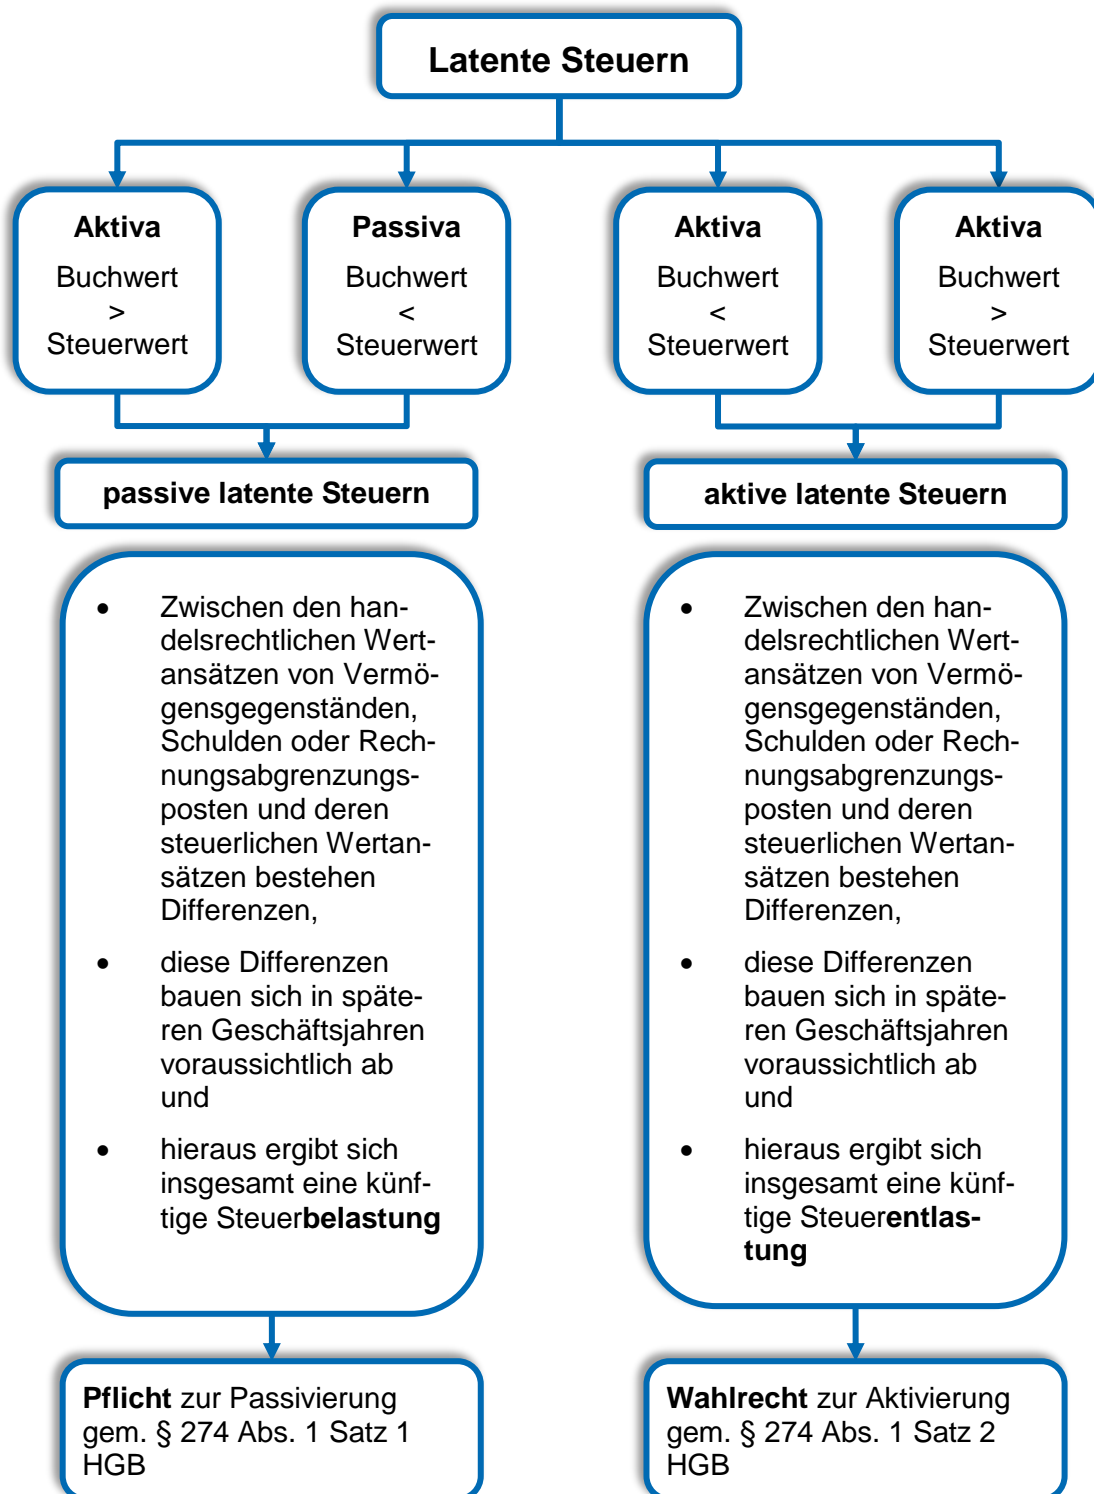 Latente Steuern
Aktiva
Buchwert
>
Steuerwert
Passiva
Buchwert
<
Steuerwert
Aktiva
Buchwert
<
Steuerwert
Aktiva
Buchwert
>
Steuerwert
passive latente Steuern
aktive latente Steuern
• Zwischen den han-
delsrechtlichen Wert-
ansätzen von Vermö-
gensgegenständen,
Schulden oder Rech-
nungsabgrenzungs-
posten und deren
steuerlichen Wertan-
sätzen bestehen
Differenzen,
• diese Differenzen
bauen sich in späte-
ren Geschäftsjahren
voraussichtlich ab
und
• hieraus ergibt sich
insgesamt eine künf-
tige Steuerbelastung
• Zwischen den han-
delsrechtlichen Wert-
ansätzen von Vermö-
gensgegenständen,
Schulden oder Rech-
nungsabgrenzungs-
posten und deren
steuerlichen Wertan-
sätzen bestehen
Differenzen,
• diese Differenzen
bauen sich in späte-
ren Geschäftsjahren
voraussichtlich ab
und
• hieraus ergibt sich
insgesamt eine künf-
tige Steuerentlas-
tung
Pflicht zur Passivierung
gem. § 274 Abs. 1 Satz 1
HGB
Wahlrecht zur Aktivierung
gem. § 274 Abs. 1 Satz 2
HGB